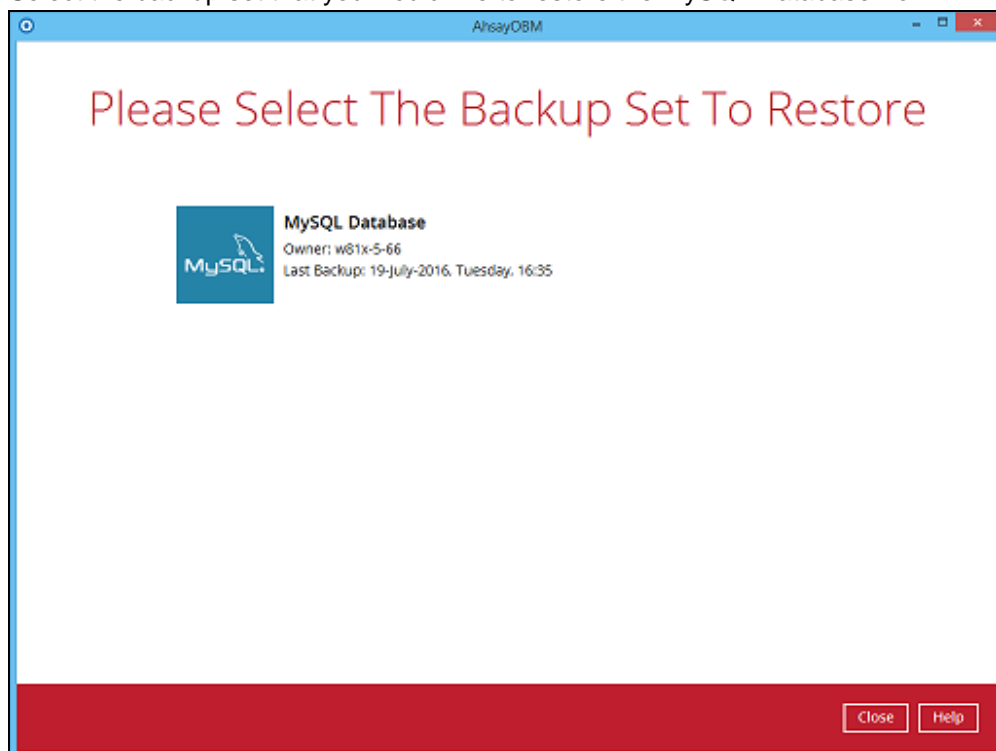 AhsayOBM
Please Select The Backup Set To Restore
MySQL Database
MySQL.
Owner: w81x-5-66
Last Backup: 19-July-2016, Tuesday, 16:35
Close Help